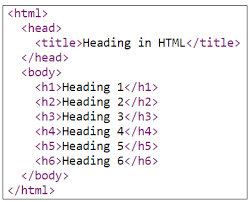 <html>
<head>
<title>Heading in HTML</title>
</head>
<body>
<h1>Heading 1</h1>
<h2>Heading 2</h2>
<h3>Heading 3</h3>
<h4>Heading 4</h4>
<h5>Heading 5</h5>
<h6>Heading 6</h6>
</body>
</html>